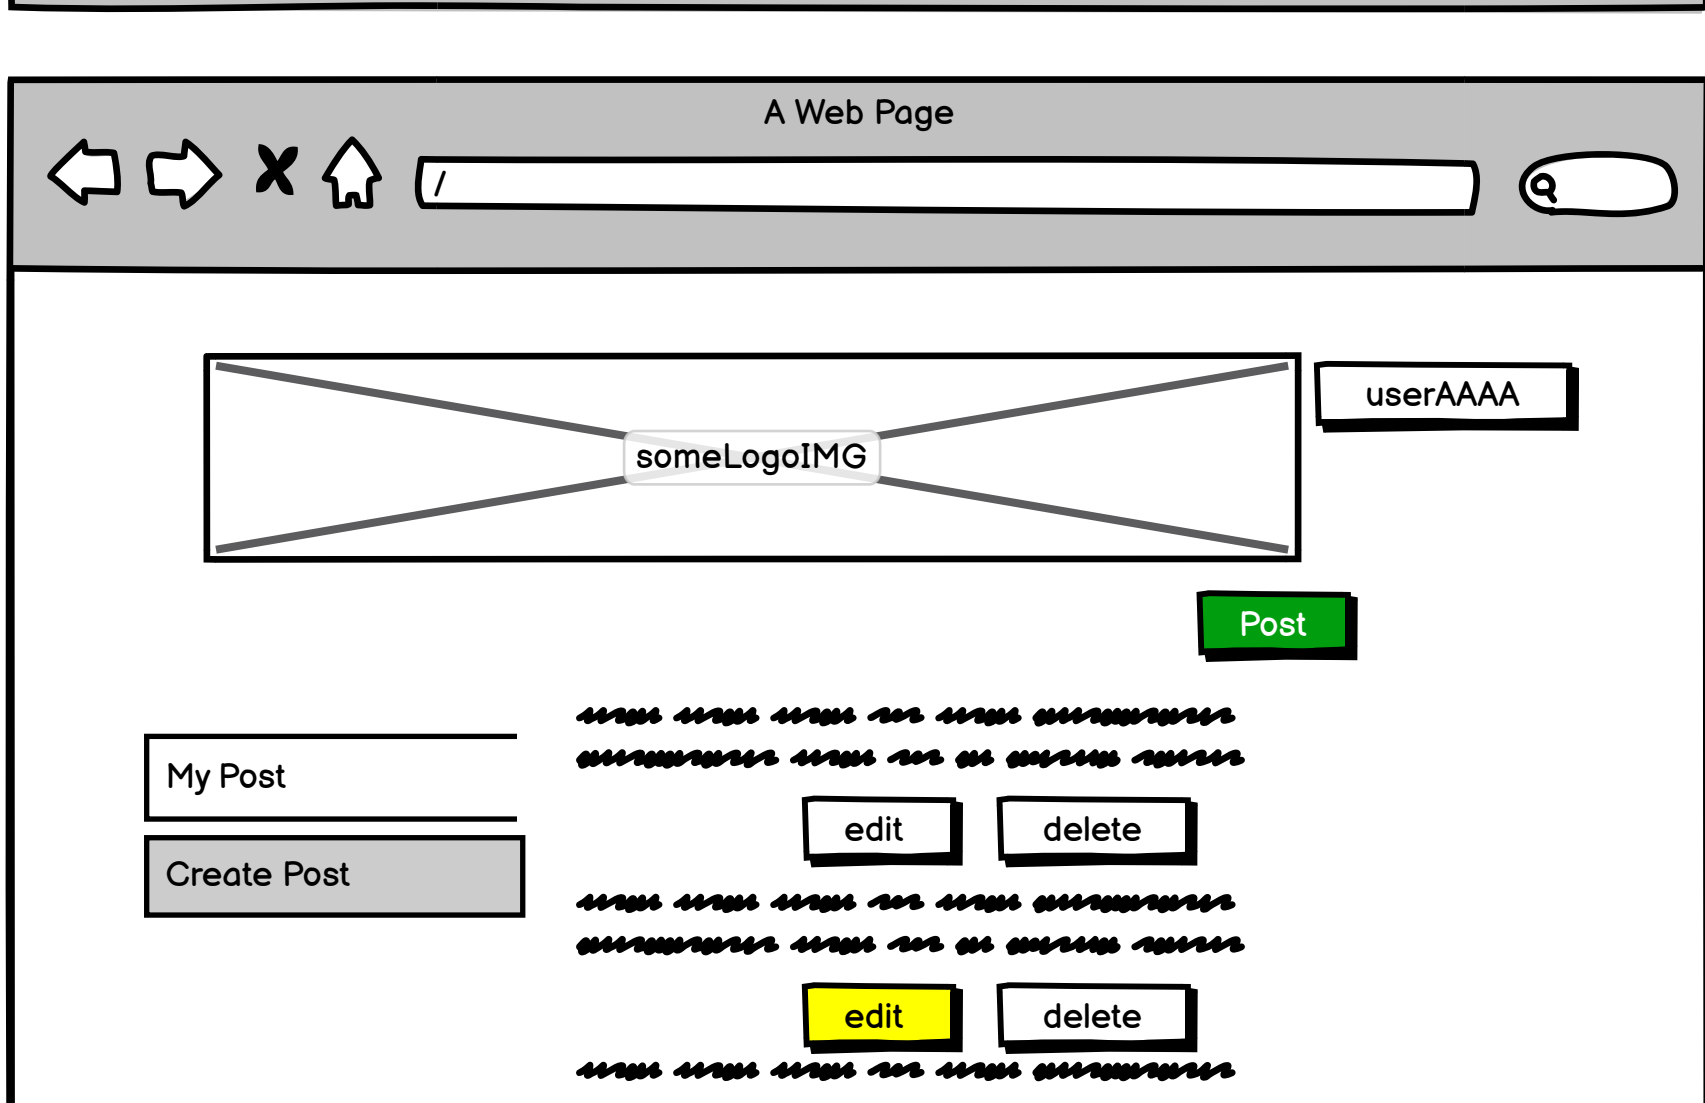 A Web Page
/
someLogoIMG
userAAAA
Post
My Post
Create Post
edit
delete
edit
delete